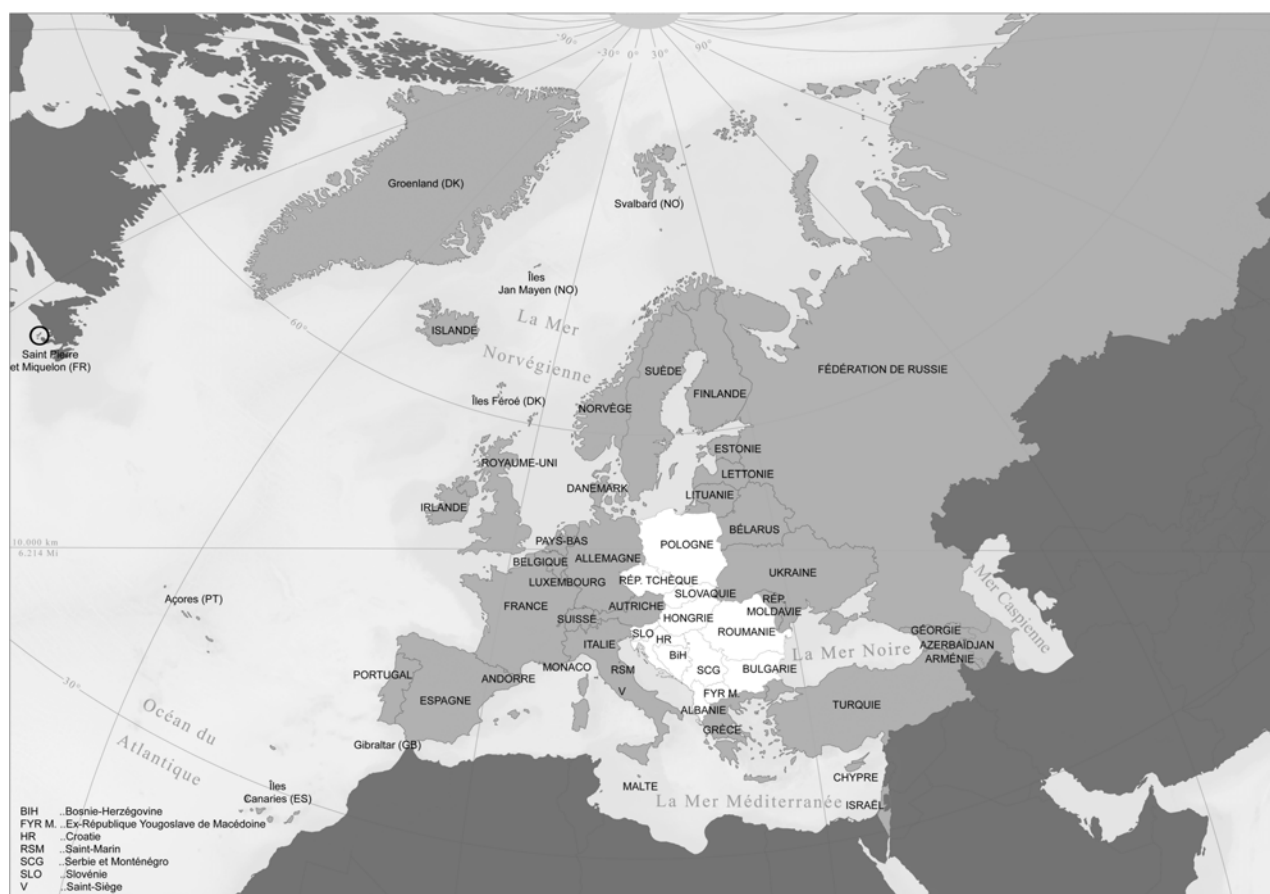 -90°
-30°
0°
30°
90°
Groenland (DK)
Svalbard (NO)
Îles
Jan Mayen (NO)
La Mer
Norvégienne
60°
ISLANDE
Saint Pierre
et Miquelon (FR)
SUÈDE
FÉDÉRATION DE RUSSIE
FINLANDE
Îles Féroé (DK)
NORVÈGE
ESTONIE
ROYAUME-UNI
LETTONIE
DANEMARK
LITUANIE
IRLANDE
BÉLARUS
10,000 km
6.214 Mi
PAYS-BAS
POLOGNE
BELGIQUE
ALLEMAGNE
UKRAINE
LUXEMBOURG
RÉP. TCHÈQUE
SLOVAQUIE
Mer Caspienne
Açores (PT)
FRANCE
AUTRICHE
RÉP.
MOLDAVIE
SUISSE
HONGRIE
SLO
HR
ROUMANIE
GÉORGIE
ITALIE
AZERBAÏDJAN
La Mer Noire
BiH
ARMÉNIE
MONACO
RSM
SCG
BULGARIE
PORTUGAL
ANDORRE
30°
V
FYR M.
ESPAGNE
TURQUIE
ALBANIE
Océan du
Atlantique
GRÈCE
Gibraltar (GB)
CHYPRE
MALTE
Îles
Canaries (ES)
La Mer Méditerranée
ISRAËL
BIH ..Bosnie-Herzégovine
FYR M. ..Ex-République Yougoslave de Macédoine
HR ..Croatie
RSM ..Saint-Marin
SCG ..Serbie et Monténégro
SLO ..Slovénie
V ..Saint-Siège